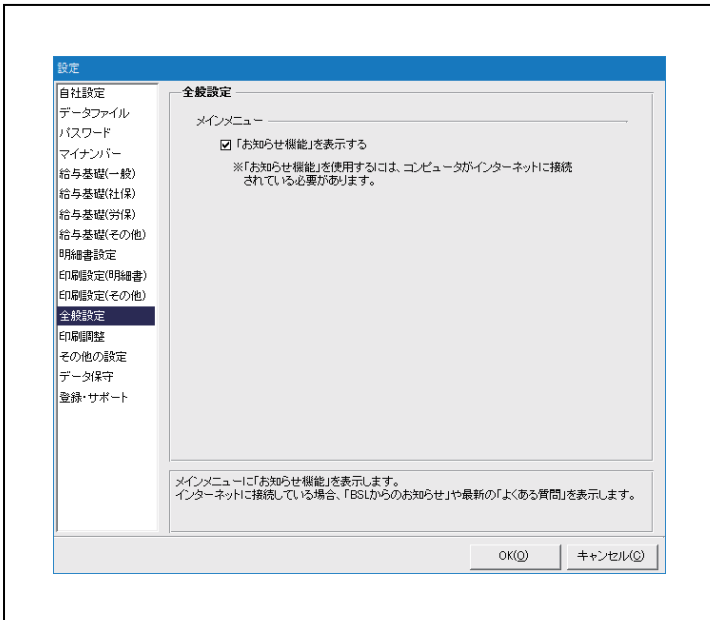 設定
自社設定
データファイル
パスワード
マイナンバー
給与基礎(一般)
給与基礎(社保)
給与基礎(労保)
給与基礎(その他)
明細書設定
印刷設定(明細書)
印刷設定(その他)
全般設定
印刷調整
その他の設定
データ保守
登録・サポート
全般設定
メインメニュー
「お知らせ機能」を表示する
※「お知らせ機能」を使用するには、コンピュータがインターネットに接続
されている必要があります。
メインメニューに「お知らせ機能」を表示します。
インターネットに接続している場合、「BSLからのお知らせ」や最新の「よくある質問」を表示します。
OK(O)
キャンセル(C)